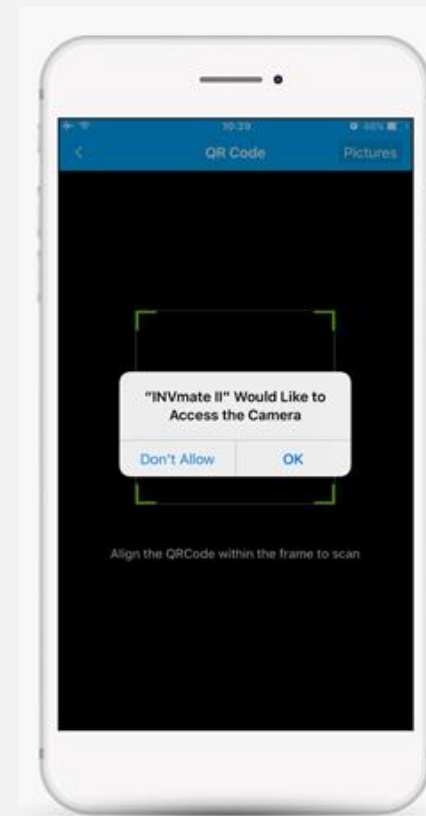 10:29
QR Code
Pictures
"INVmate II" Would Like to
Access the Camera
Don't Allow
OK
Align the QRCode within the frame to scan